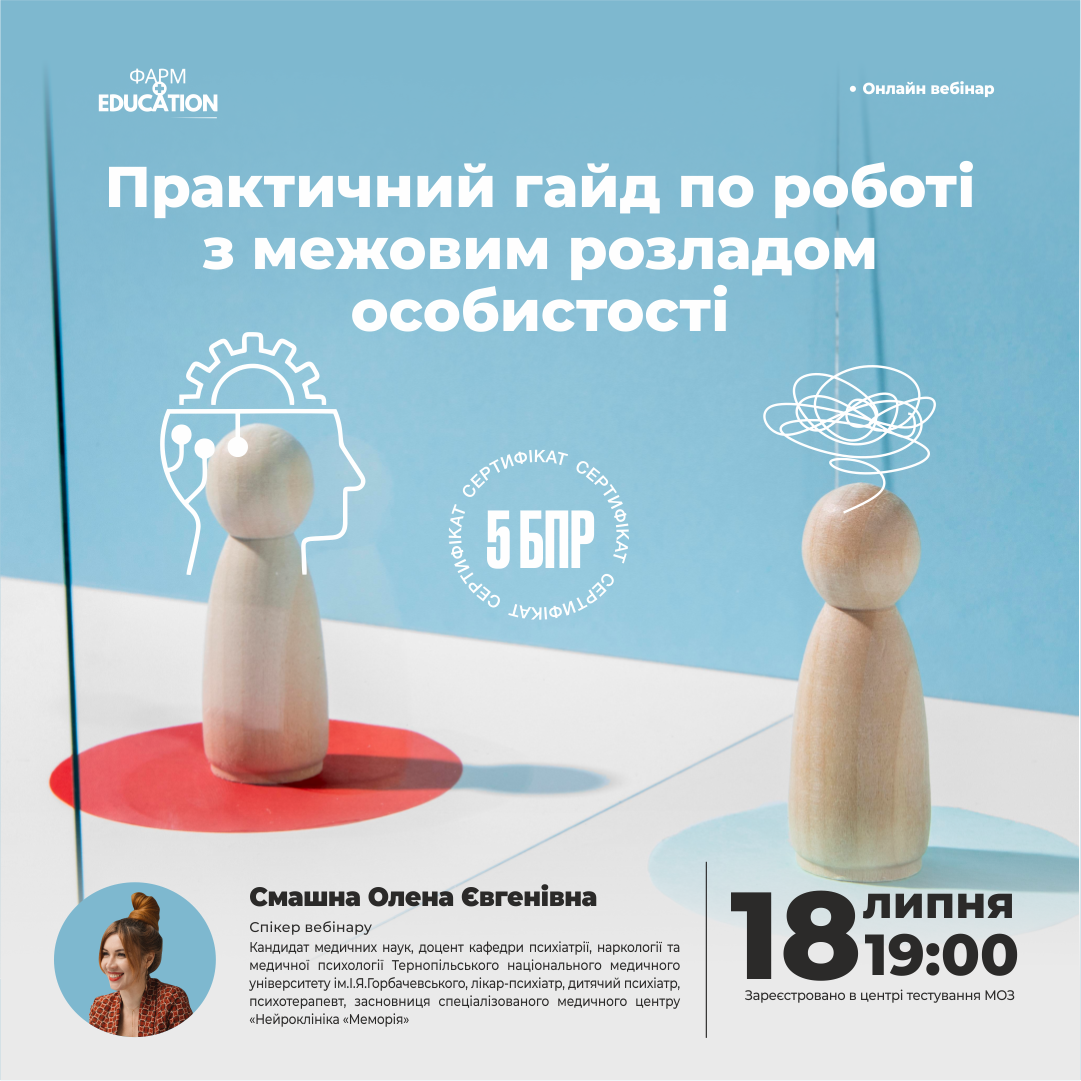 ФАРМ
EDUCATION
• Онлайн вебінар
Практичний гайд по роботі
з межовим розладом
особистості
СЕРТИФІКАТ СЕРТИФІКАТ СЕРТИФІКАТ СЕРТИФІКАТ СЕРТИФІКАТ
5 БПР
Смашна Олена Євгенівна
Спікер вебінару
Кандидат медичних наук, доцент кафедри психіатрії, наркології та
медичної психології Тернопільського національного медичного
університету ім.І.Я.Горбачевського, лікар-психіатр, дитячий психіатр,
психотерапевт, засновниця спеціалізованого медичного центру
«Нейроклініка «Меморія»
18 липня
19:00
Зареєстровано в центрі тестування МОЗ